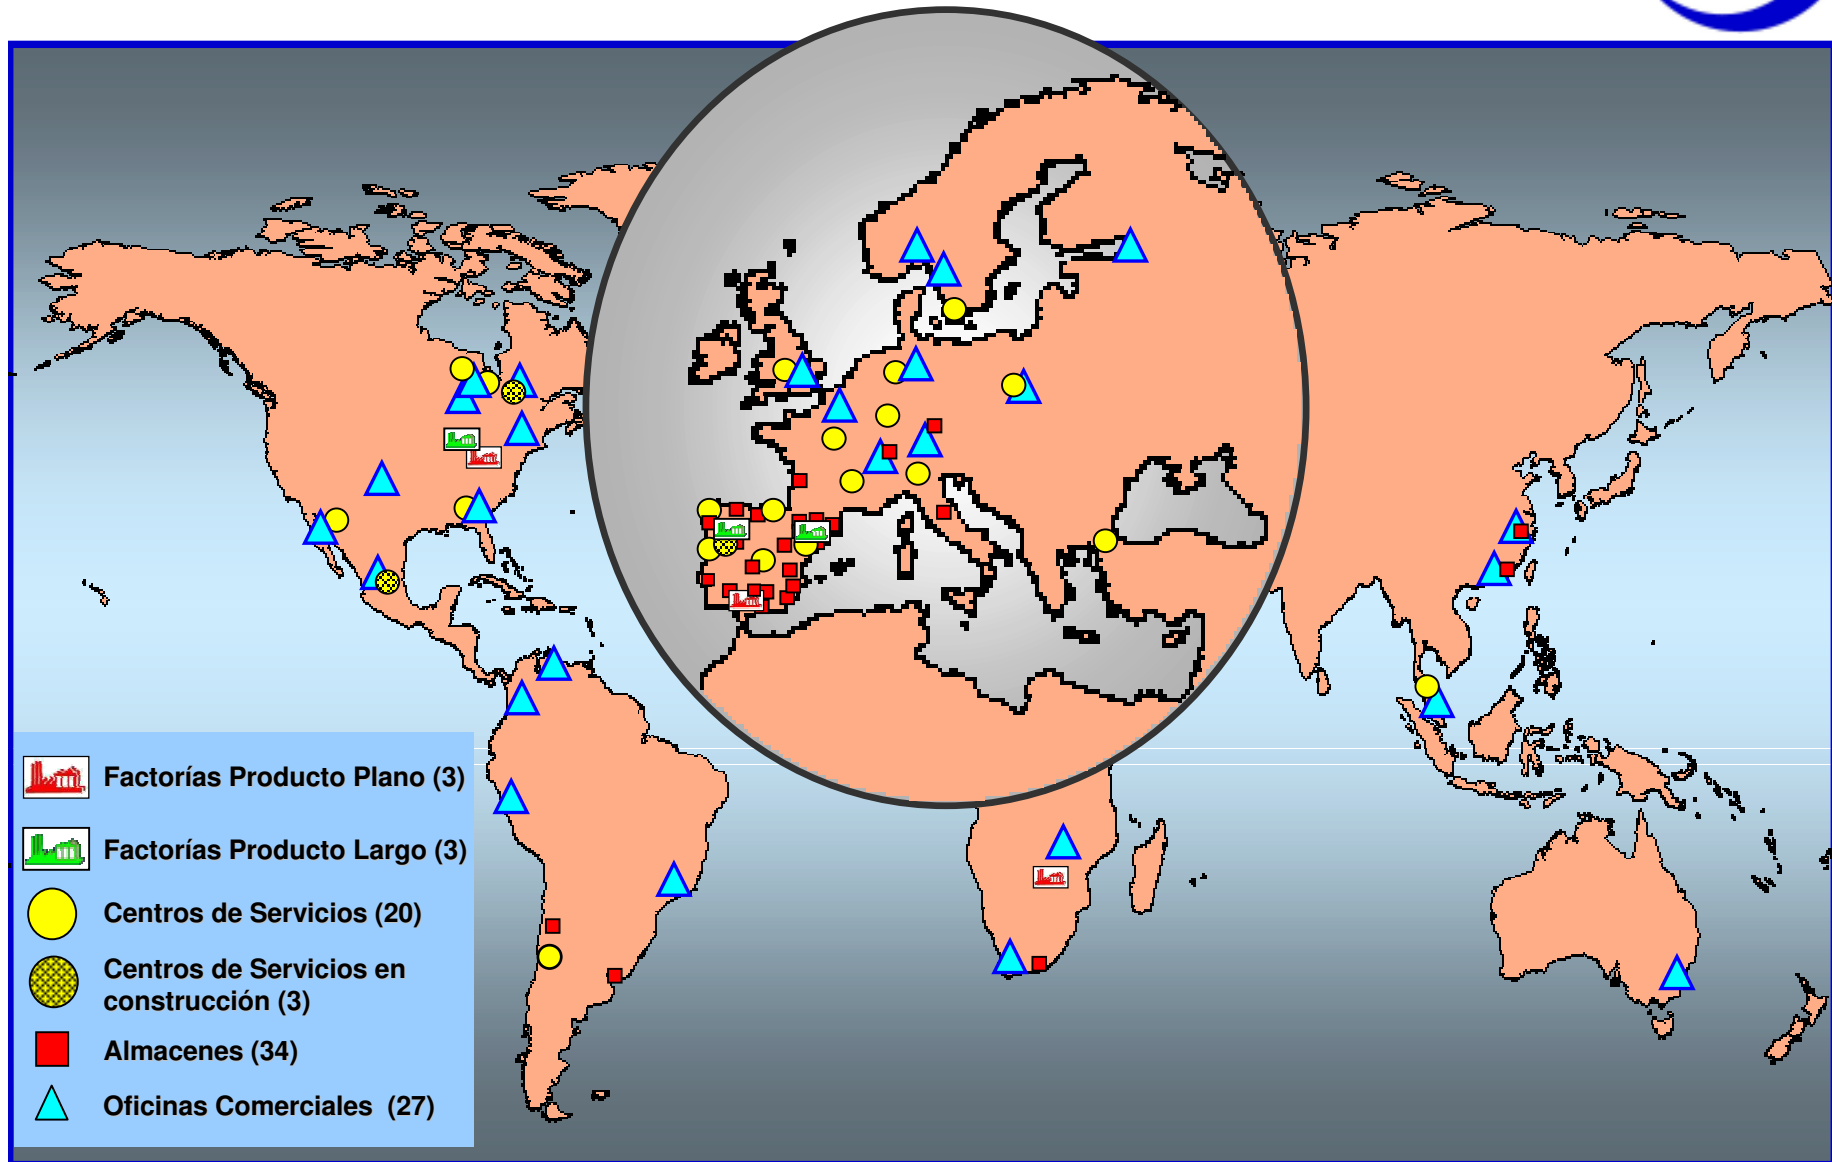 Factorías Producto Plano (3)
Factorías Producto Largo (3)
Centros de Servicios (20)
Centros de Servicios en
construcción (3)
Almacenes (34)
Oficinas Comerciales (27)